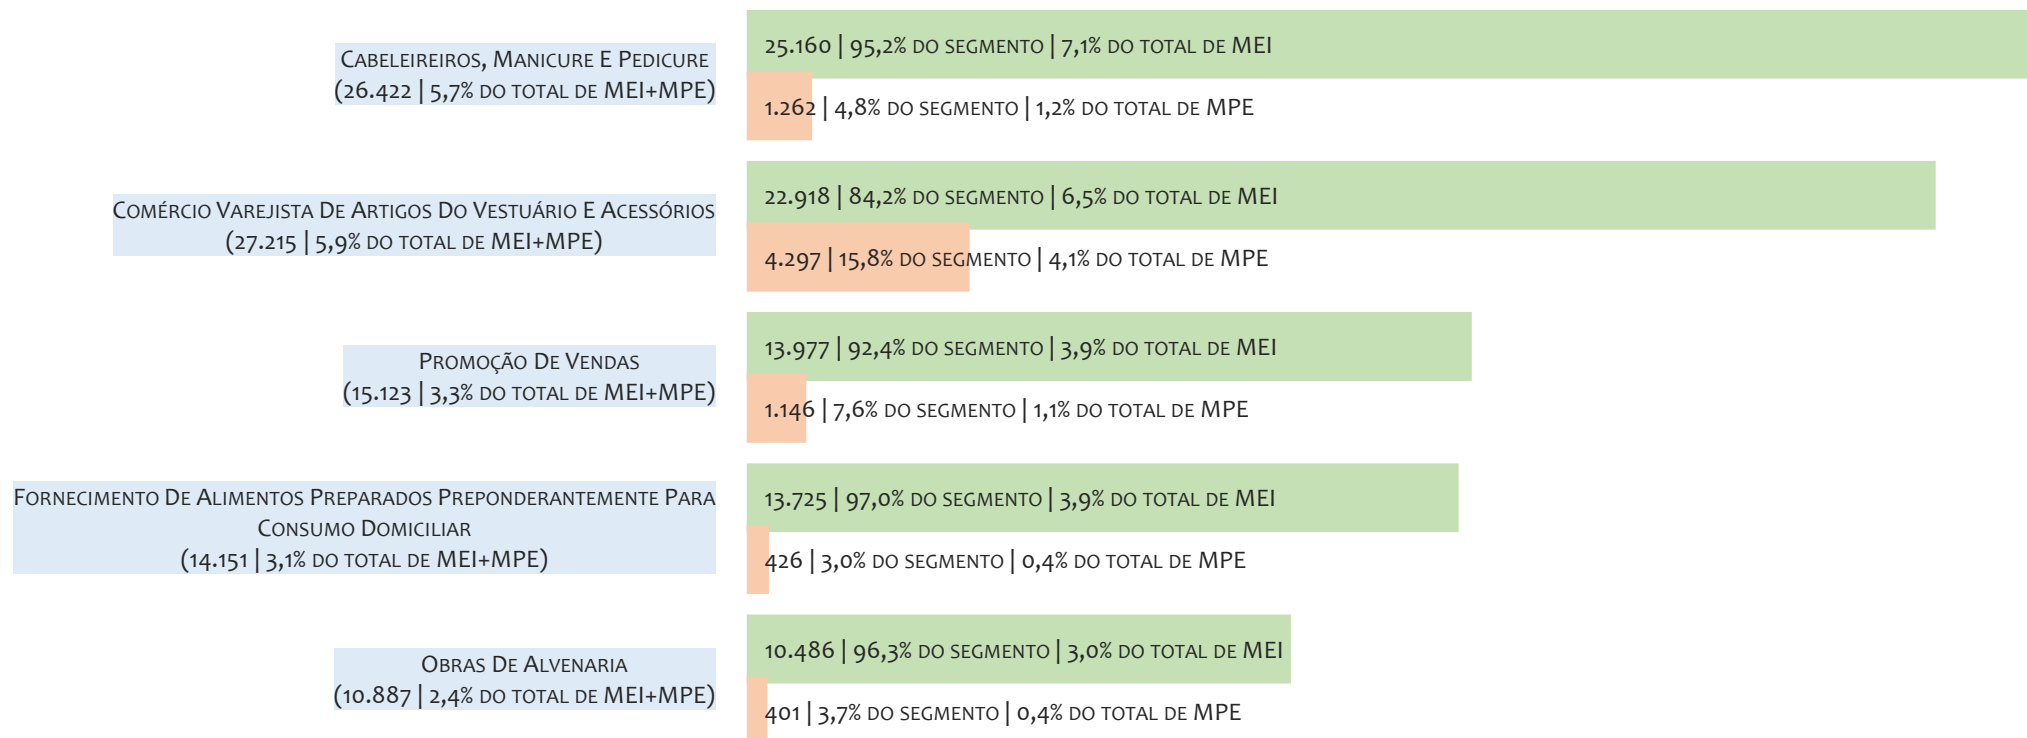 Cabeleireiros, Manicure E Pedicure
(26.422 | 5,7% do total de MEI+MPE)
25.160 | 95,2% do segmento | 7,1% do total de MEI
1.262 | 4,8% do segmento | 1,2% do total de MPE
Comércio Varejista De Artigos Do Vestuário E Acessórios
(27.215 | 5,9% do total de MEI+MPE)
22.918 | 84,2% do segmento | 6,5% do total de MEI
4.297 | 15,8% do segmento | 4,1% do total de MPE
Promoção De Vendas
(15.123 | 3,3% do total de MEI+MPE)
13.977 | 92,4% do segmento | 3,9% do total de MEI
1.146 | 7,6% do segmento | 1,1% do total de MPE
Fornecimento De Alimentos Preparados Preponderantemente Para
Consumo Domiciliar
(14.151 | 3,1% do total de MEI+MPE)
13.725 | 97,0% do segmento | 3,9% do total de MEI
426 | 3,0% do segmento | 0,4% do total de MPE
Obras De Alvenaria
(10.887 | 2,4% do total de MEI+MPE)
10.486 | 96,3% do segmento | 3,0% do total de MEI
401 | 3,7% do segmento | 0,4% do total de MPE